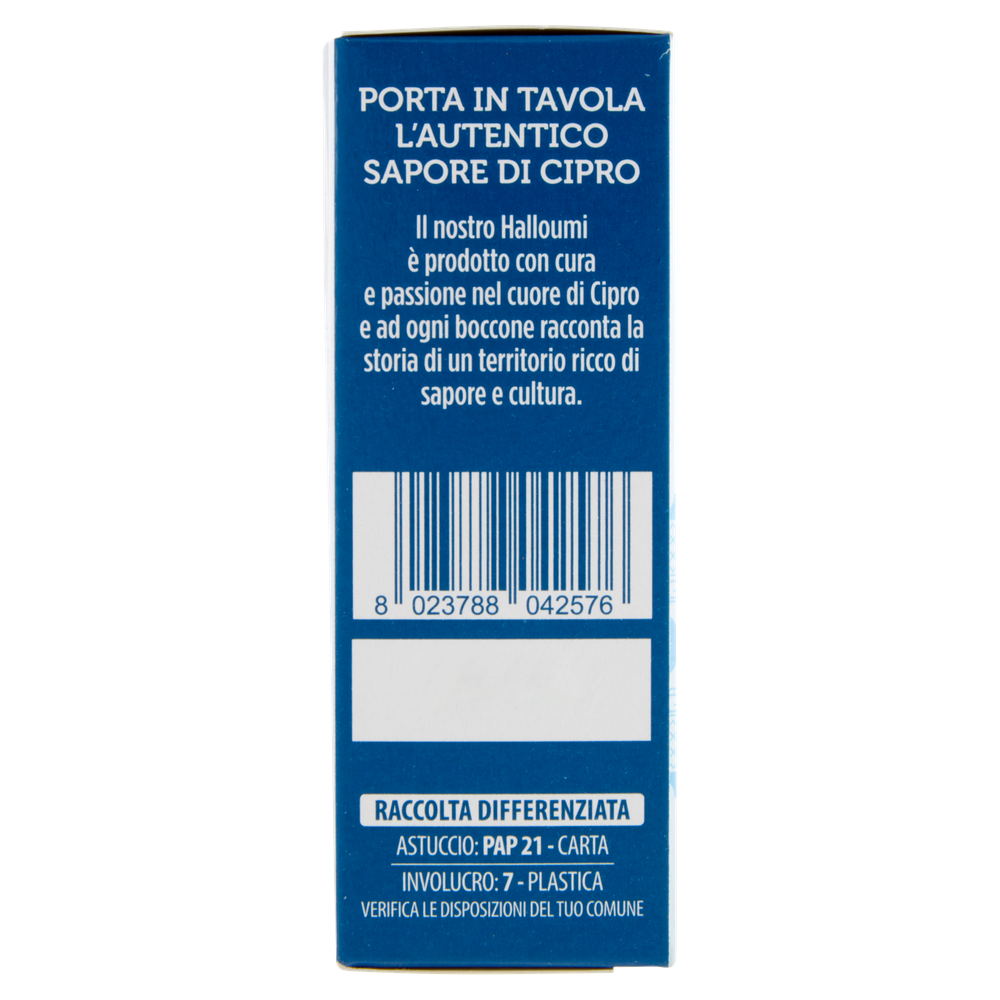 PORTA IN TAVOLA
L'AUTENTICO
SAPORE DI CIPRO
Il nostro Halloumi
è prodotto con cura
e passione nel cuore di Cipro
e ad ogni boccone racconta la
storia di un territorio ricco di
sapore e cultura.
8 023788 042576
RACCOLTA DIFFERENZIATA
ASTUCCIO: PAP 21 - CARTA
INVOLUCRO: 7 - PLASTICA
VERIFICA LE DISPOSIZIONI DEL TUO COMUNE